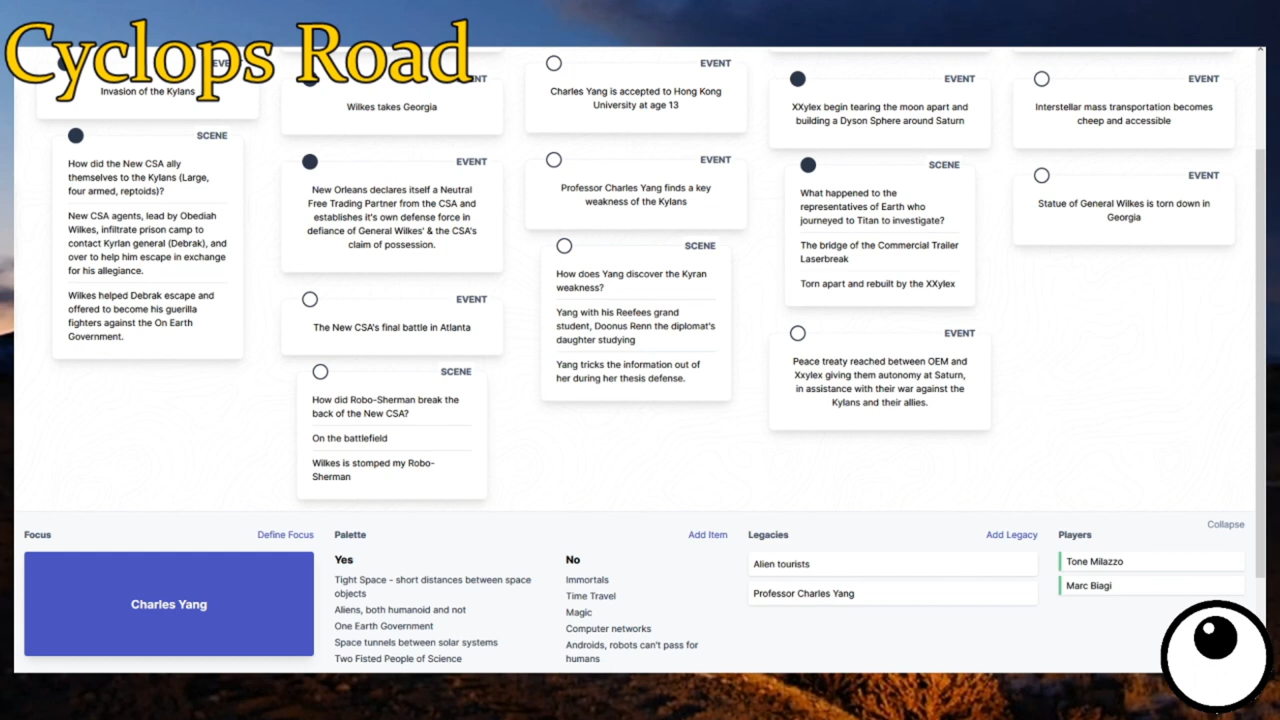 Cyclops Road
EVENT
Invasion of the Kylans
SCENE
How did the New CSA ally
themselves to the Kylans (Large,
four armed, reptoids)?
New CSA agents, lead by Obediah
Wilkes, infiltrate prison camp to
contact Kyrlan general (Debrak), and
over to help him escape in exchange
for his allegiance.
Wilkes helped Debrak escape and
offered to become his guerilla
fighters against the On Earth
Government.
Wilkes takes Georgia
EVENT
New Orleans declares itself a Neutral
Free Trading Partner from the CSA and
establishes it's own defense force in
defiance of General Wilkes' & the CSA's
claim of possession.
EVENT
The New CSA's final battle in Atlanta
SCENE
How did Robo-Sherman break the
back of the New CSA?
On the battlefield
Wilkes is stomped my Robo-
Sherman
EVENT
Charles Yang is accepted to Hong Kong
University at age 13
EVENT
Professor Charles Yang finds a key
weakness of the Kylans
SCENE
How does Yang discover the Kyran
weakness?
Yang with his Reefees grand
student, Doonus Renn the diplomat's
daughter studying
Yang tricks the information out of
her during her thesis defense.
EVENT
XXylex begin tearing the moon apart and
building a Dyson Sphere around Saturn
SCENE
What happened to the
representatives of Earth who
journeyed to Titan to investigate?
The bridge of the Commercial Trailer
Laserbreak
Torn apart and rebuilt by the XXylex
EVENT
Peace treaty reached between OEM and
Xxylex giving them autonomy at Saturn,
in assistance with their war against the
Kylans and their allies.
EVENT
Interstellar mass transportation becomes
cheep and accessible
EVENT
Statue of General Wilkes is torn down in
Georgia
Collapse
Focus
Define Focus
Charles Yang
Palette
Add Item
Yes
Tight Space - short distances between space
objects
Aliens, both humanoid and not
One Earth Government
Space tunnels between solar systems
Two Fisted People of Science
No
Immortals
Time Travel
Magic
Computer networks
Androids, robots can't pass for
humans
Legacies
Add Legacy
Alien tourists
Professor Charles Yang
Players
Tone Milazzo
Marc Biagi